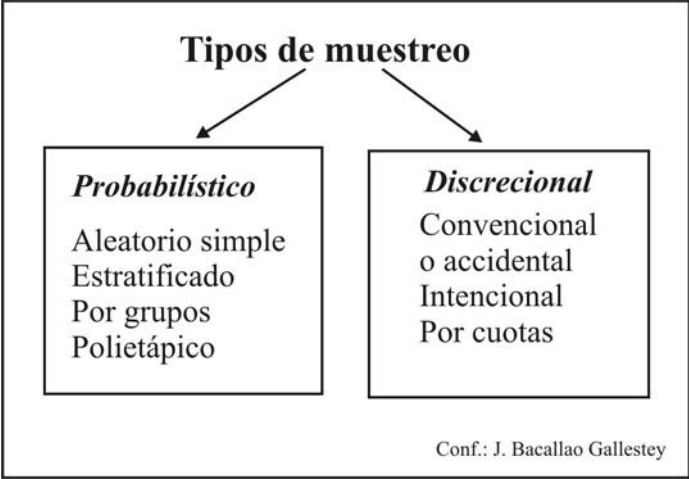 Tipos de muestreo
Probabilístico
Aleatorio simple
Estratificado
Por grupos
Polietápico
Discrecional
Convencional
o accidental
Intencional
Por cuotas
Conf.: J. Bacallao Gallestey